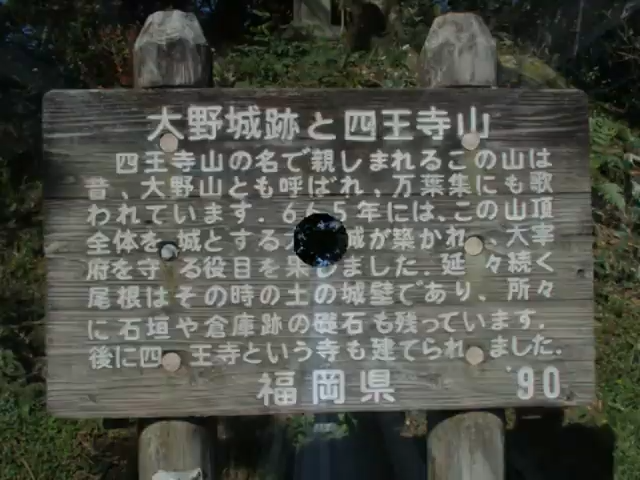 大野城跡と四王寺山
四王寺山の名で親しまれるこの山は
昔、大野山とも呼ばれ、万葉集にも歌
われています.665年には、この山頂
全体を城とする大 城が築かれ、大宰
府を守る役目を果しました.延々続く
尾根はその時の土の城壁であり、所々
に石垣や倉庫跡の礎石も残っています.
後に四王寺という寺も建てられました.
福岡県 '90